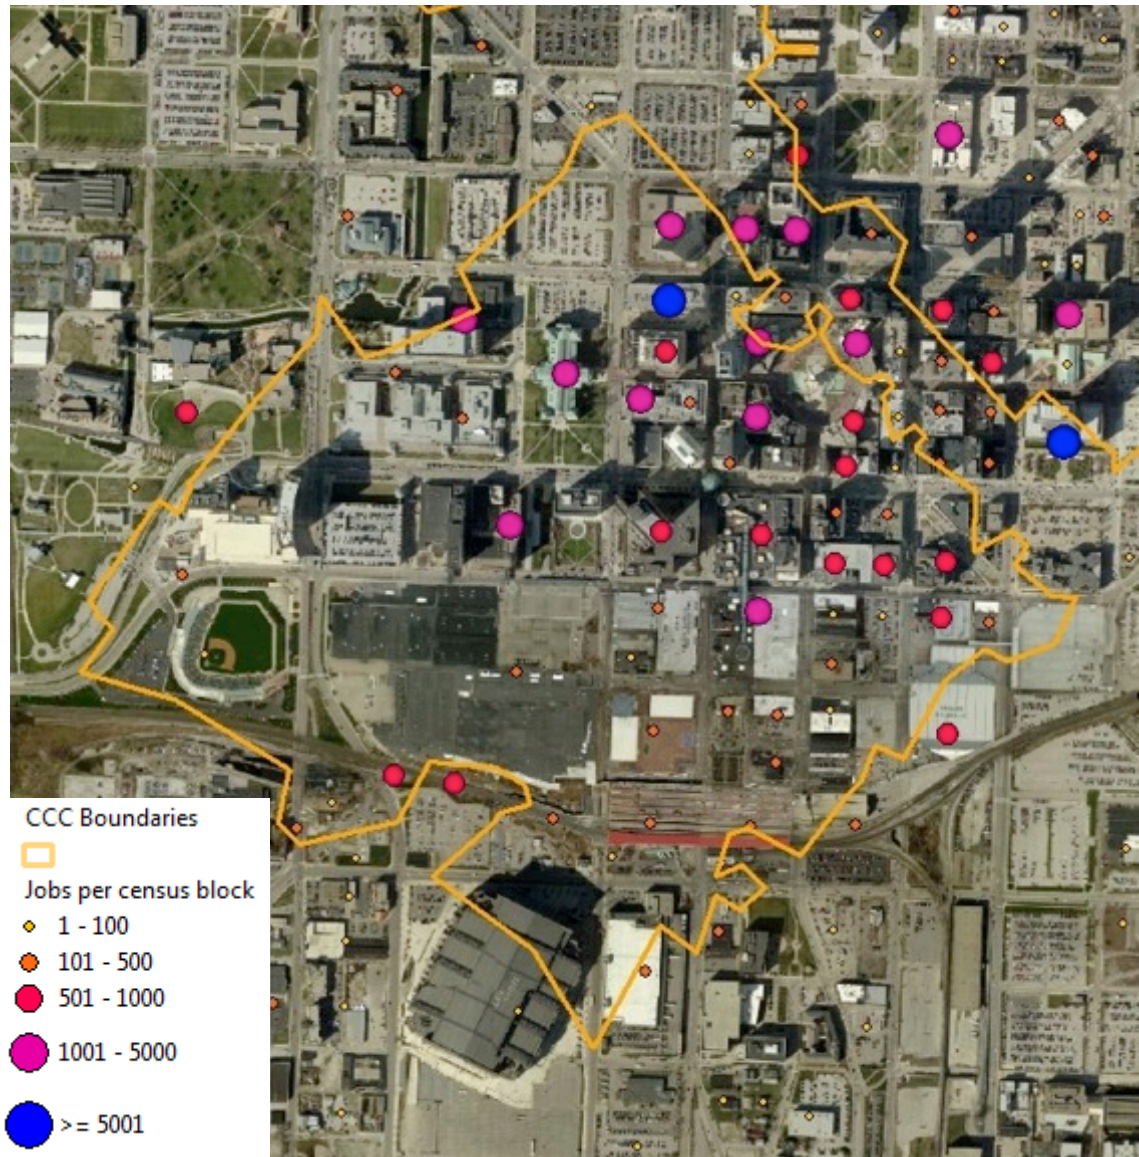 CCC Boundaries
Jobs per census block
1 - 100
101 - 500
501 - 1000
1001 - 5000
> = 5001